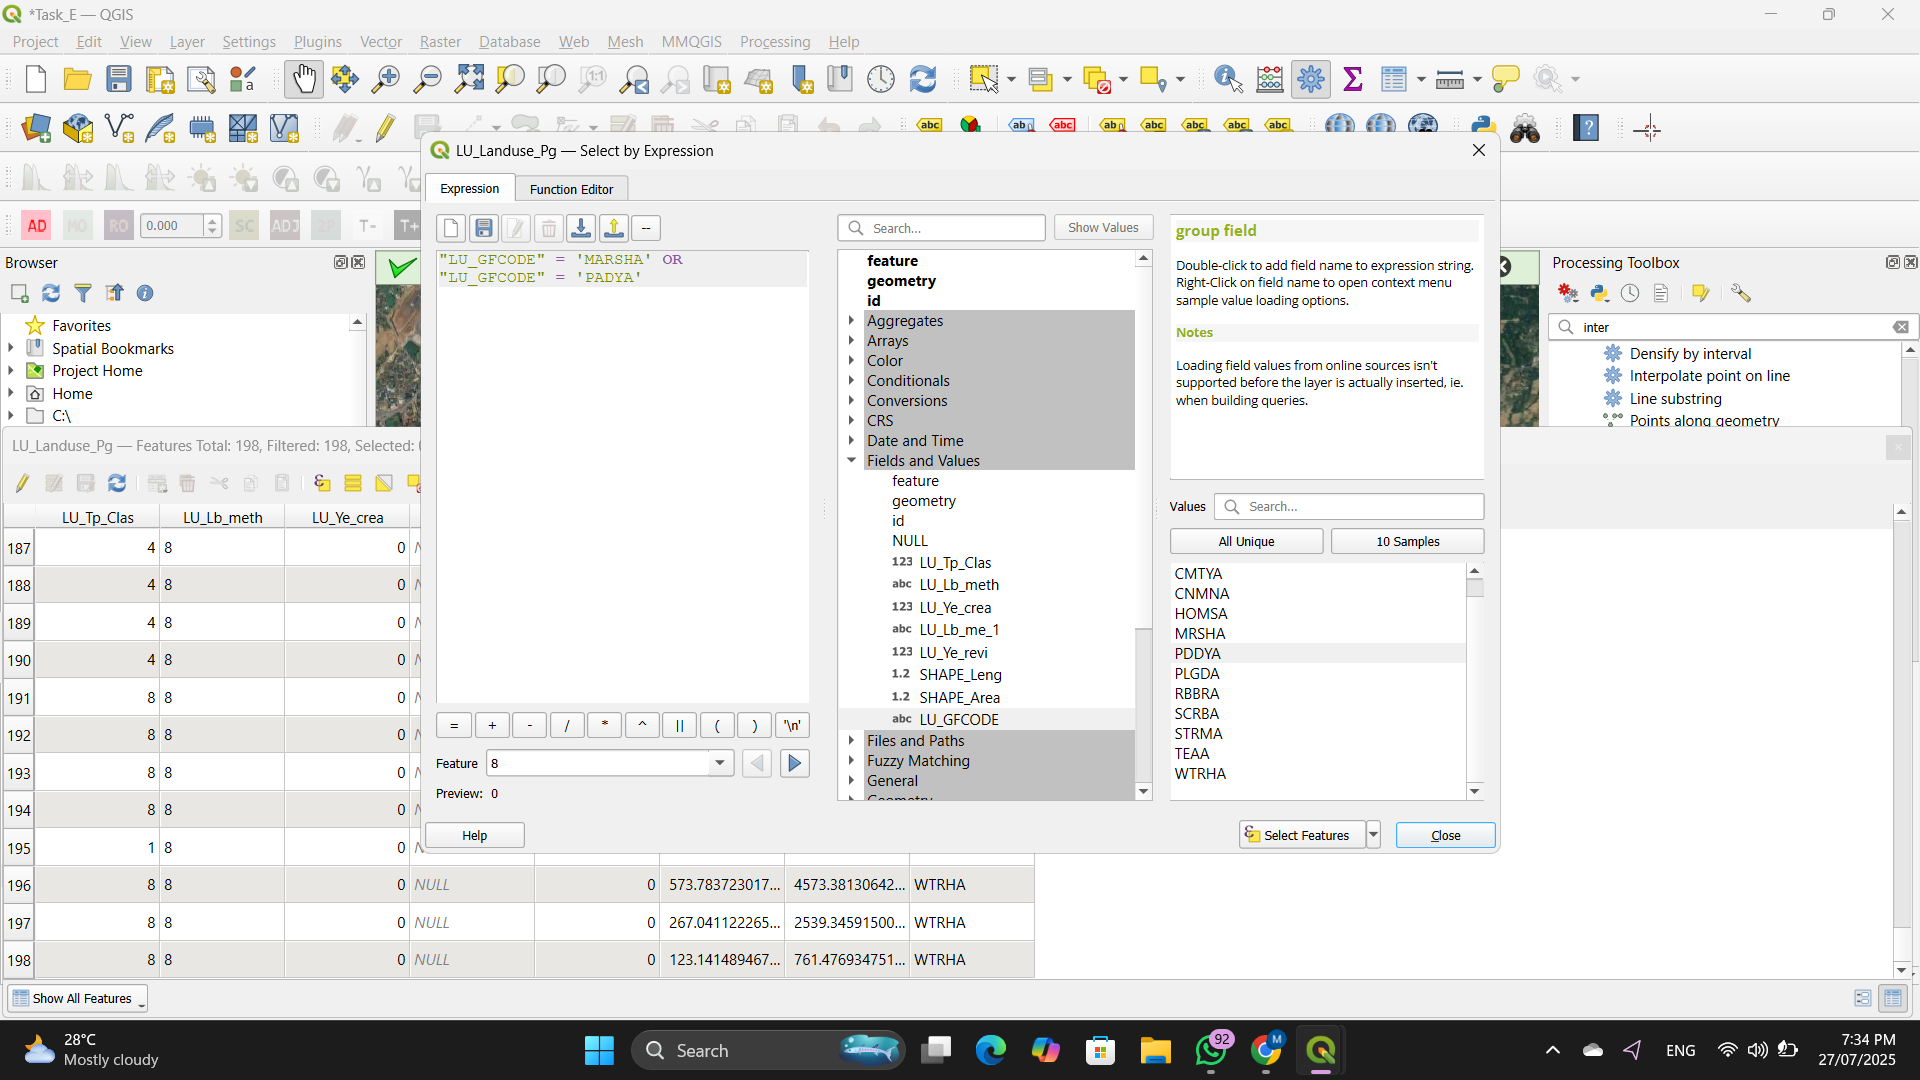 *Task_E — QGIS
Project Edit View Layer Settings Plugins Vector Raster Database Web Mesh MMQGIS Processing Help
LU_Landuse_Pg — Select by Expression
Expression Function Editor
AD MO RO 0.000 SC ADJ 2P T- T+
Browser
Favorites
Spatial Bookmarks
Project Home
Home
C:\
--
"LU_GFCODE" = 'MARSHA' OR
"LU_GFCODE" = 'PADYA'
= + - / * ^ || ( ) '\n'
Feature 8
Preview: 0
Help
Search... Show Values
feature
geometry
id
Aggregates
Arrays
Color
Conditionals
Conversions
CRS
Date and Time
Fields and Values
feature
geometry
id
NULL
123 LU_Tp_Clas
abc LU_Lb_meth
123 LU_Ye_crea
abc LU_Lb_me_1
123 LU_Ye_revi
1.2 SHAPE_Leng
1.2 SHAPE_Area
abc LU_GFCODE
Files and Paths
Fuzzy Matching
General
Geometry
group field
Double-click to add field name to expression string.
Right-Click on field name to open context menu
sample value loading options.
Notes
Loading field values from online sources isn't
supported before the layer is actually inserted, ie.
when building queries.
Values Search...
All Unique 10 Samples
CMTYA
CNMNA
HOMSA
MRSHA
PDDYA
PLGDA
RBBRA
SCRBA
STRMA
TEAA
WTRHA
Select Features Close
Processing Toolbox
inter
Densify by interval
Interpolate point on line
Line substring
Points along geometry
LU_Landuse_Pg — Features Total: 198, Filtered: 198, Selected:
LU_Tp_Clas LU_Lb_meth LU_Ye_crea
187 4 8 0
188 4 8 0
189 4 8 0
190 4 8 0
191 8 8 0
192 8 8 0
193 8 8 0
194 8 8 0
195 1 8 0
196 8 8 0 NULL 0 573.783723017... 4573.38130642... WTRHA
197 8 8 0 NULL 0 267.041122265... 2539.34591500... WTRHA
198 8 8 0 NULL 0 123.141489467... 761.476934751... WTRHA
Show All Features
28°C
Mostly cloudy
Search
92
M
ENG
7:34 PM
27/07/2025